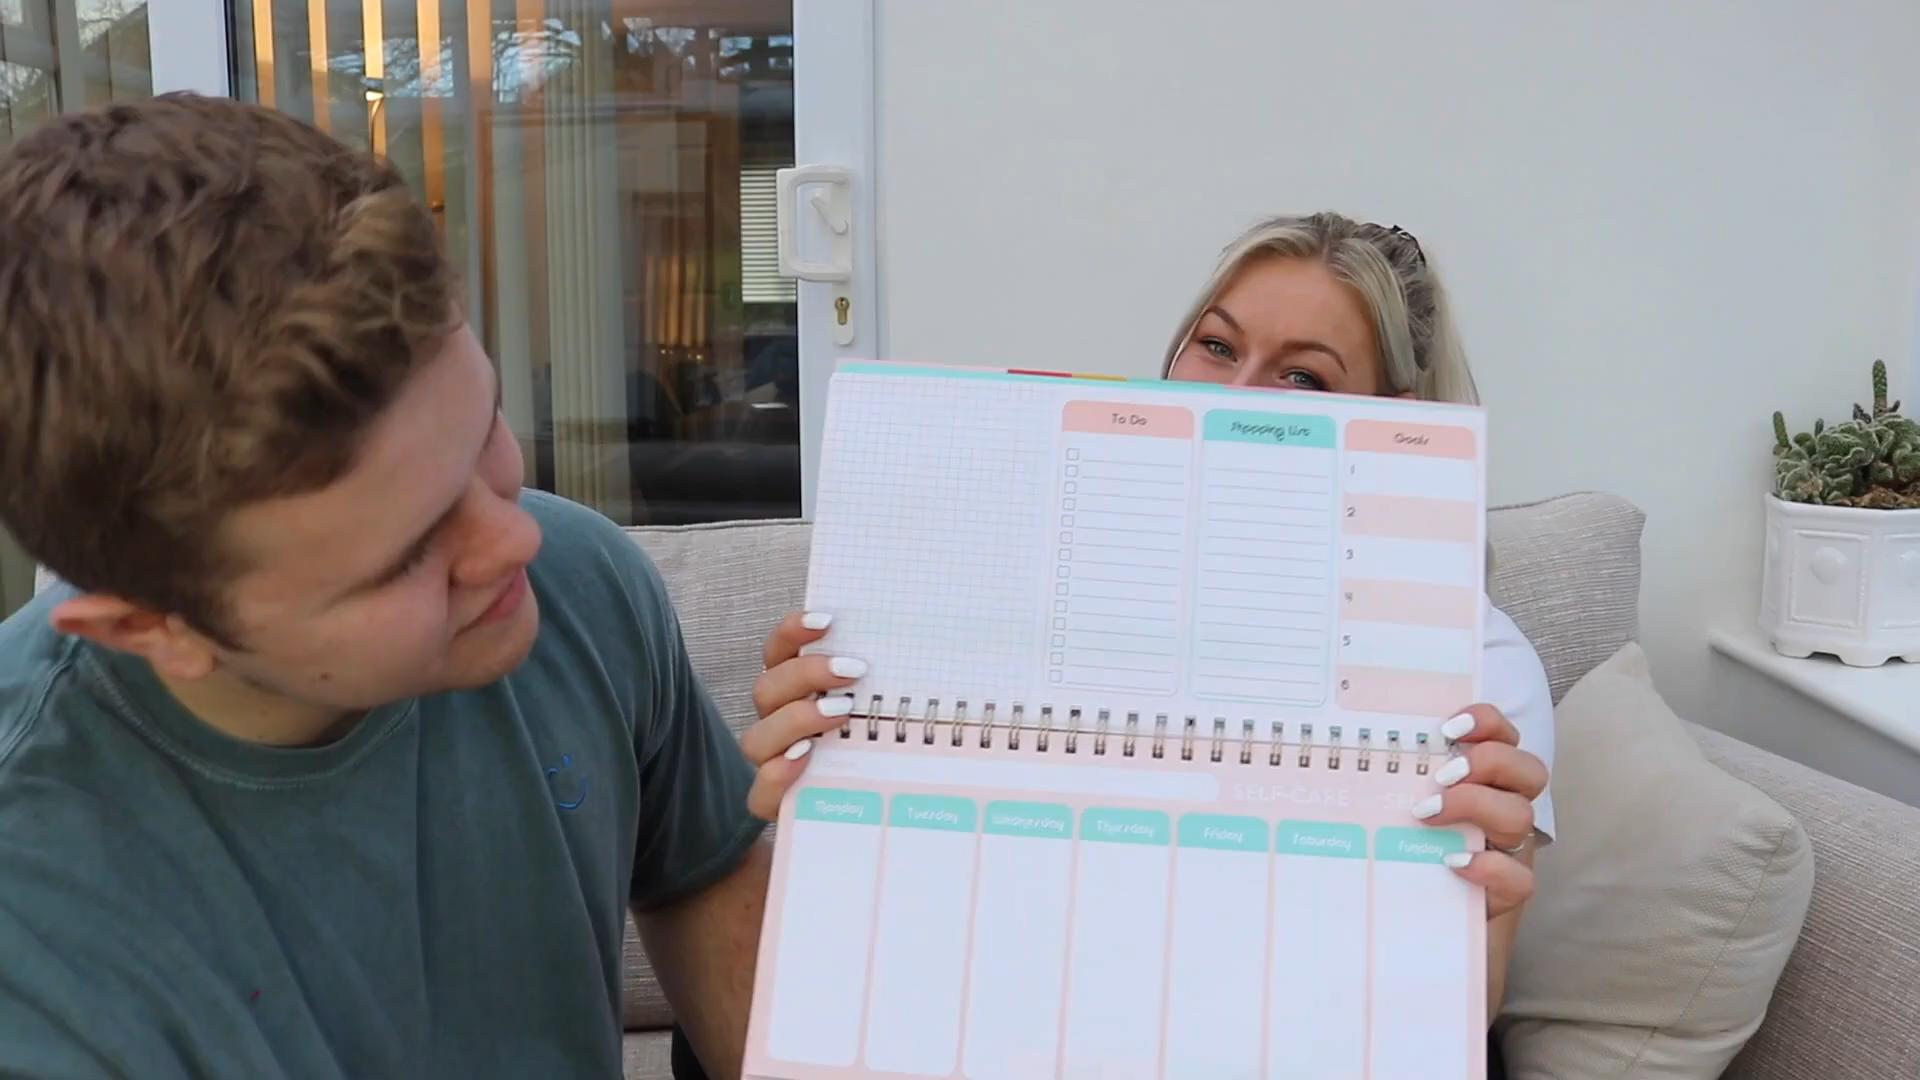 To Do
Shopping List
Goals
1
2
3
4
5
6
SELF-CARE
Monday
Tuesday
Wednesday
Thursday
Friday
Saturday
Sunday